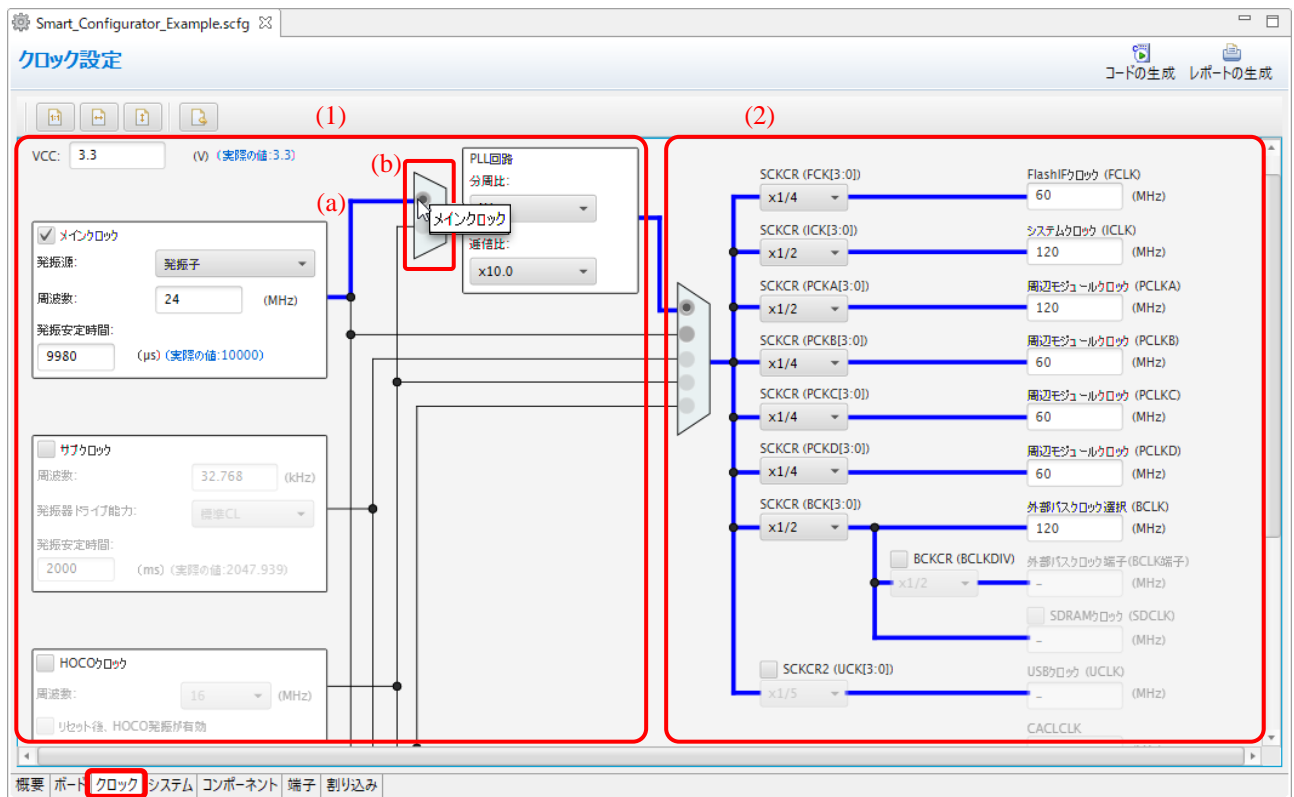 Smart_Configurator_Example.scfg
クロック設定
コードの生成 レポートの生成
(1)
(2)
VCC: 3.3 (V) (実際の値:3.3)
(b)
(a)
PLL回路
分周比:
メインクロック
逓倍比:
x10.0
メインクロック
発振源: 発振子
周波数: 24 (MHz)
発振安定時間:
9980 (μs) (実際の値:10000)
サブクロック
周波数: 32.768 (kHz)
発振器ドライブ能力: 標準CL
発振安定時間:
2000 (ms) (実際の値:2047.939)
HOCOクロック
周波数: 16 (MHz)
リセット後、HOCO発振が有効
SCKCR (FCK[3:0]) FlashIFクロック (FCLK)
x1/4 60 (MHz)
SCKCR (ICK[3:0]) システムクロック (ICLK)
x1/2 120 (MHz)
SCKCR (PCKA[3:0]) 周辺モジュールクロック (PCLKA)
x1/2 120 (MHz)
SCKCR (PCKB[3:0]) 周辺モジュールクロック (PCLKB)
x1/4 60 (MHz)
SCKCR (PCKC[3:0]) 周辺モジュールクロック (PCLKC)
x1/4 60 (MHz)
SCKCR (PCKD[3:0]) 周辺モジュールクロック (PCLKD)
x1/4 60 (MHz)
SCKCR (BCK[3:0]) 外部バスクロック選択 (BCLK)
x1/2 120 (MHz)
BCKCR (BCLKDIV) 外部バスクロック端子(BCLK端子)
x1/2 – (MHz)
SDRAMクロック (SDCLK)
– (MHz)
SCKCR2 (UCK[3:0]) USBクロック (UCLK)
x1/5 – (MHz)
CACLCLK
概要 ボード クロック システム コンポーネント 端子 割り込み